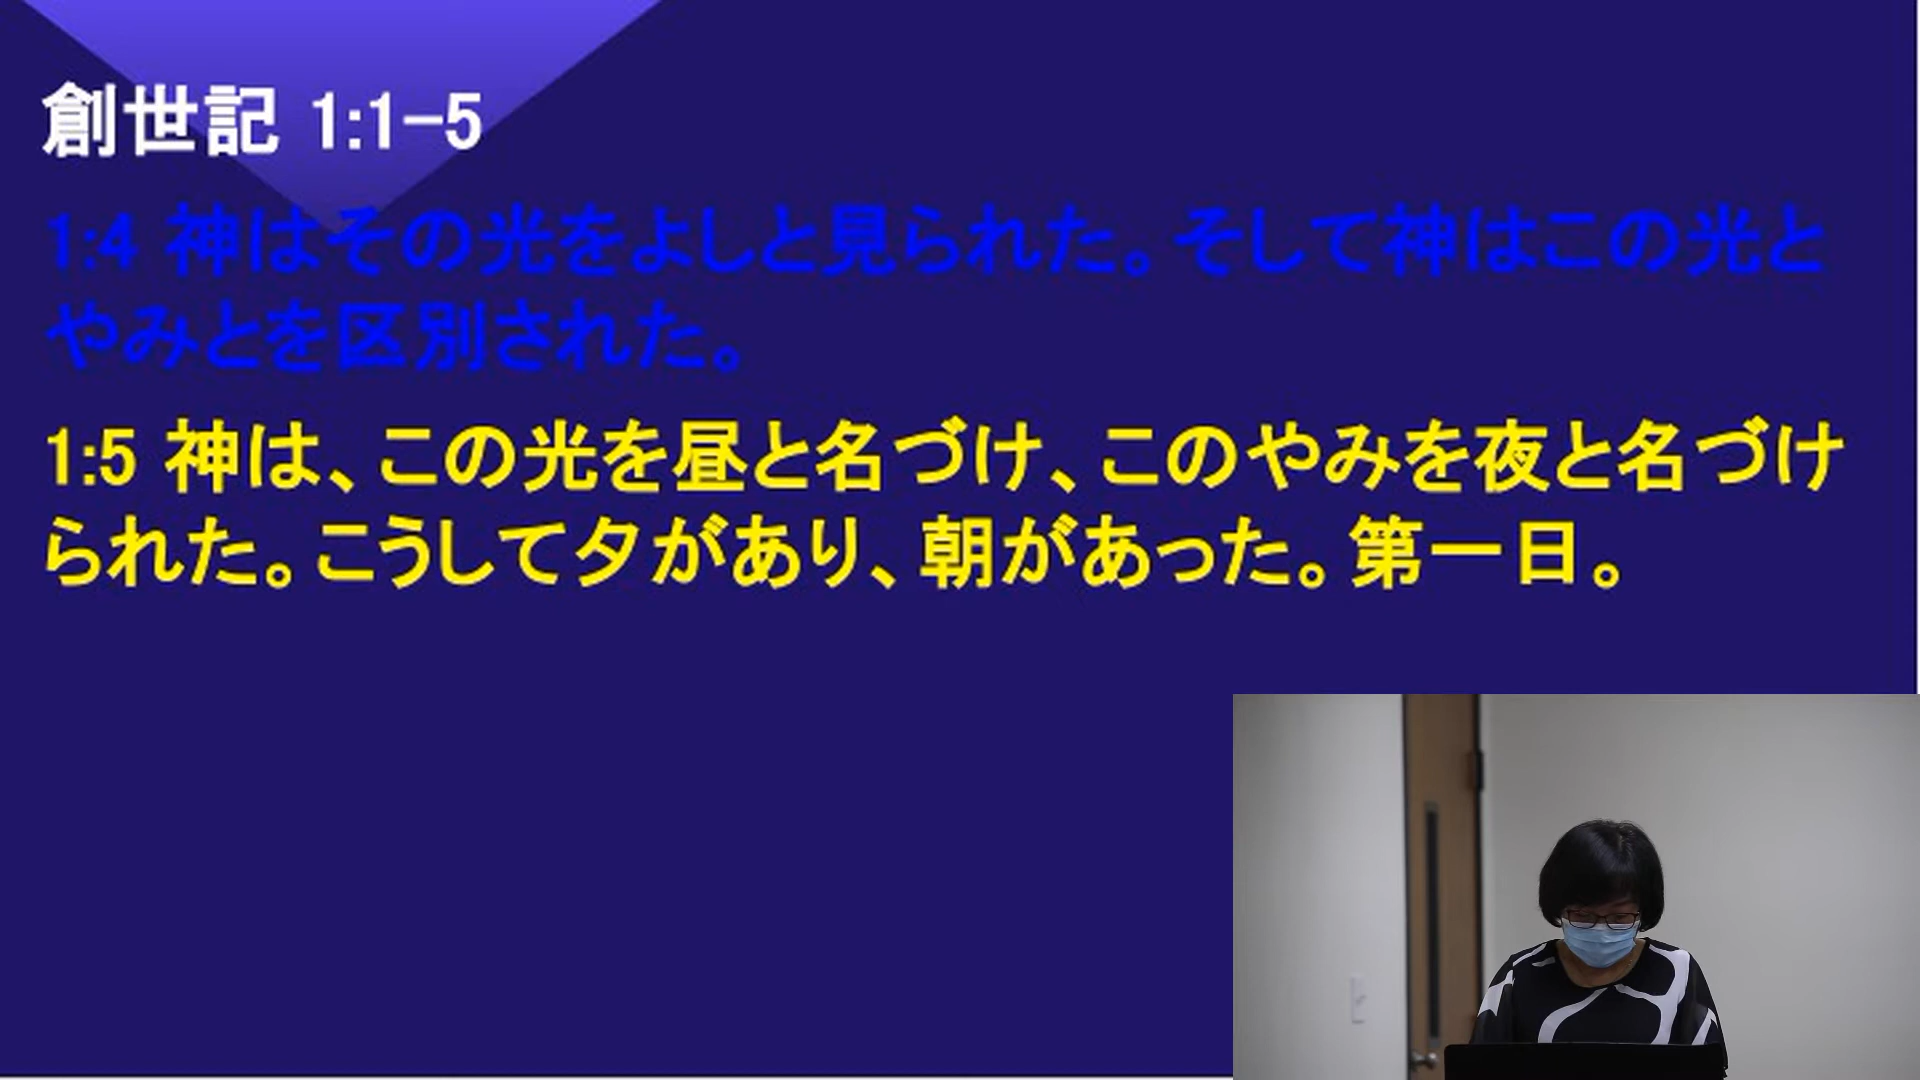 創世記 1:1-5
1:4 神はその光をよしと見られた。そして神はこの光と
やみとを区別された。
1:5 神は、この光を昼と名づけ、このやみを夜と名づけ
られた。こうして夕があり、朝があった。第一日。